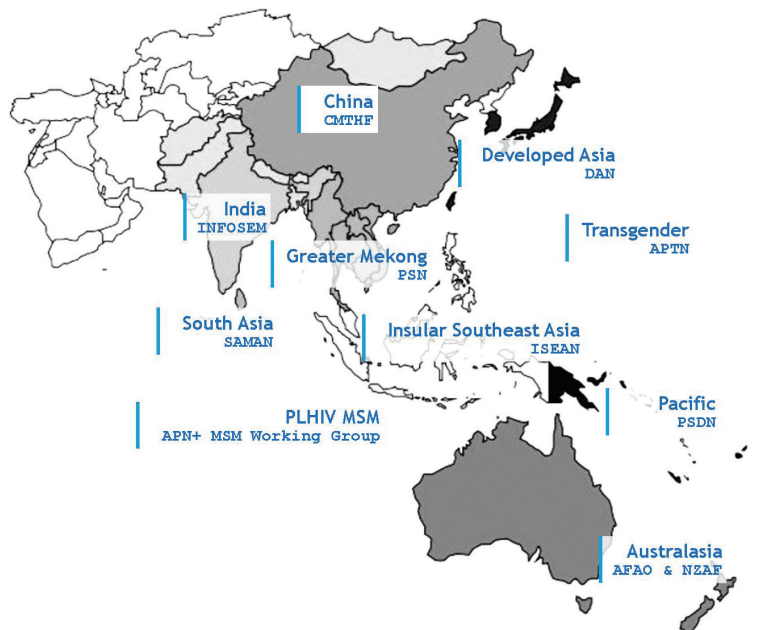 China
CMTHF
Developed Asia
DAN
India
INFOSEM
Transgender
APTN
Greater Mekong
PSN
South Asia
SAMAN
Insular Southeast Asia
ISEAN
Pacific
PSDN
PLHIV MSM
APN+ MSM Working Group
Australasia
AFAO & NZAF